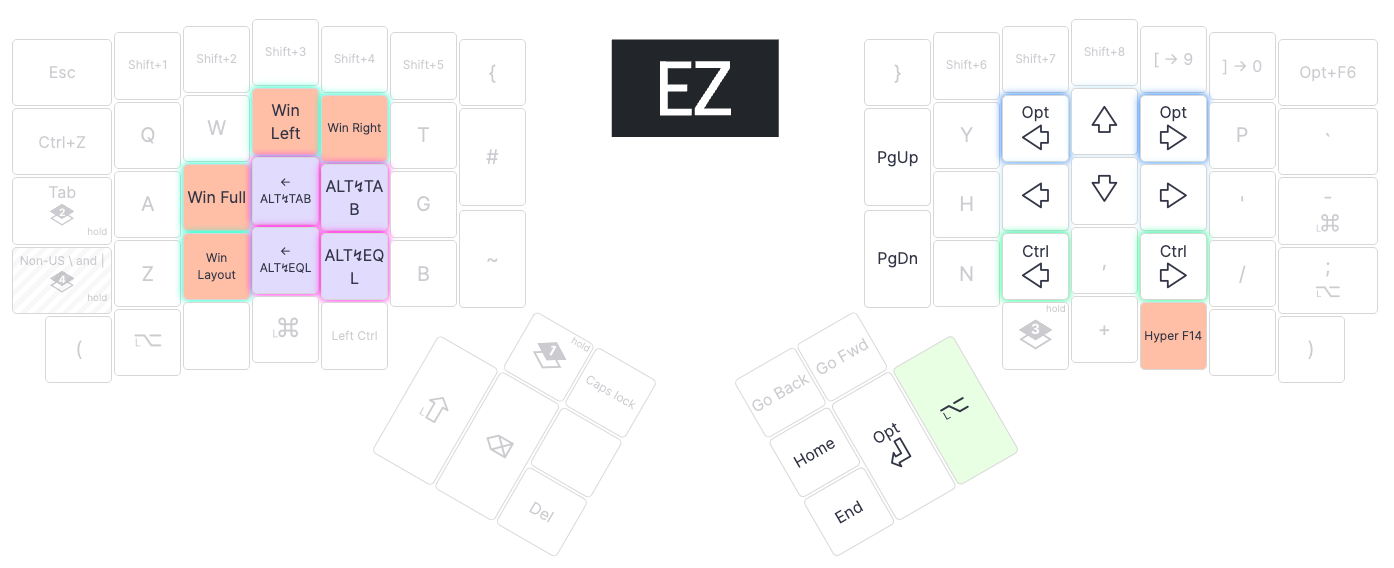 Esc
Shift+1
Shift+2
Shift+3
Shift+4
Shift+5
{
EZ
}
Shift+6
Shift+7
Shift+8
[ → 9
] → 0
Opt+F6
Ctrl+Z
Q
W
Win
Left
Win Right
T
#
PgUp
Y
Opt
Opt
P
`
Tab
2
hold
A
Win Full
←
ALT↯TAB
ALT↯TA
B
G
H
'
-
L⌘
Non-US \ and |
4
hold
Z
Win
Layout
←
ALT↯EQL
ALT↯EQ
L
B
~
PgDn
N
Ctrl
,
Ctrl
/
;
L⌥
(
L⌥
L⌘
Left Ctrl
hold
3
+
Hyper F14
)
L
1
hold
Caps lock
Del
Go Back
Go Fwd
Home
Opt
L⌥
End